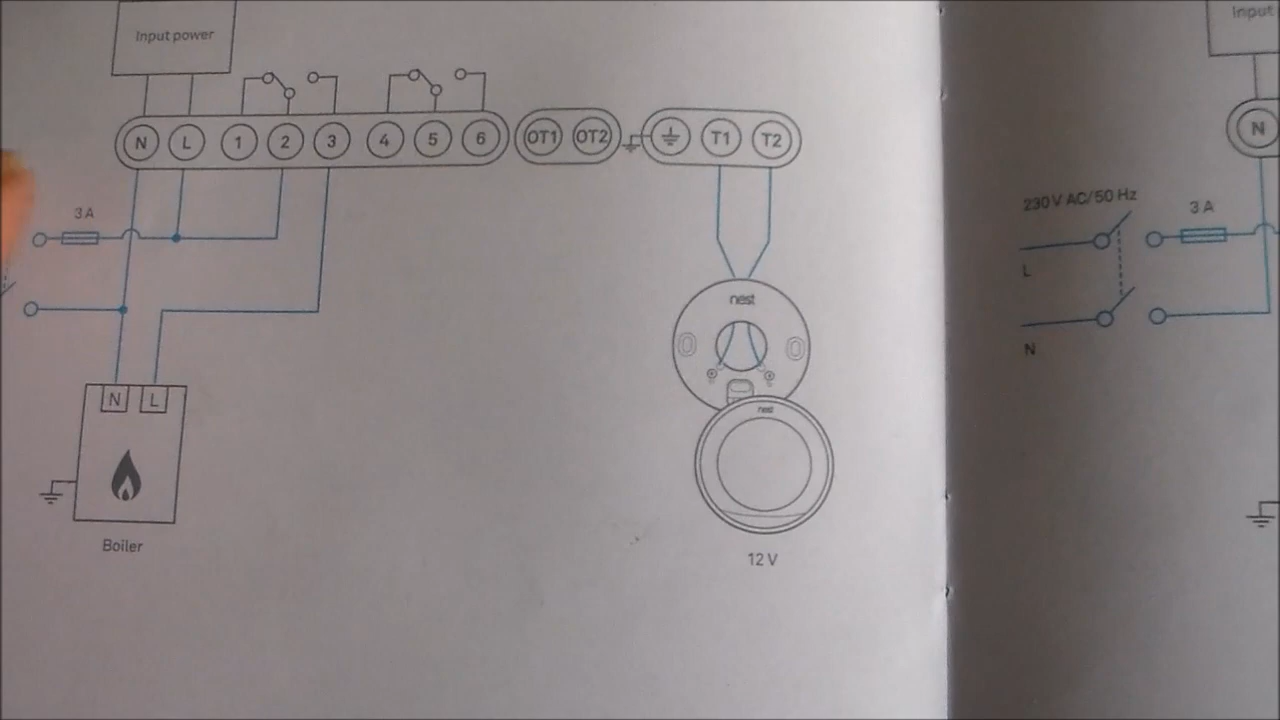 Input power
N L 1 2 3 4 5 6 OT1 OT2 T1 T2
3 A
nest
N L
nest
Boiler
12 V
Input
N
230 V AC/50 Hz
3 A
L
N